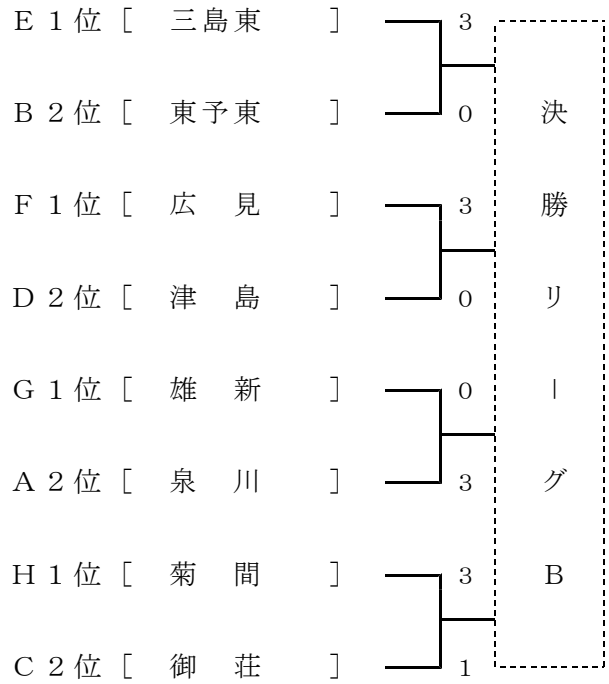 E１位［ 三島東 ］ 3
B２位［ 東予東 ］ 0
F１位［ 広見 ］ 3
D２位［ 津島 ］ 0
G１位［ 雄新 ］ 0
A２位［ 泉川 ］ 3
H１位［ 菊間 ］ 3
C２位［ 御荘 ］ 1
決勝リーグB